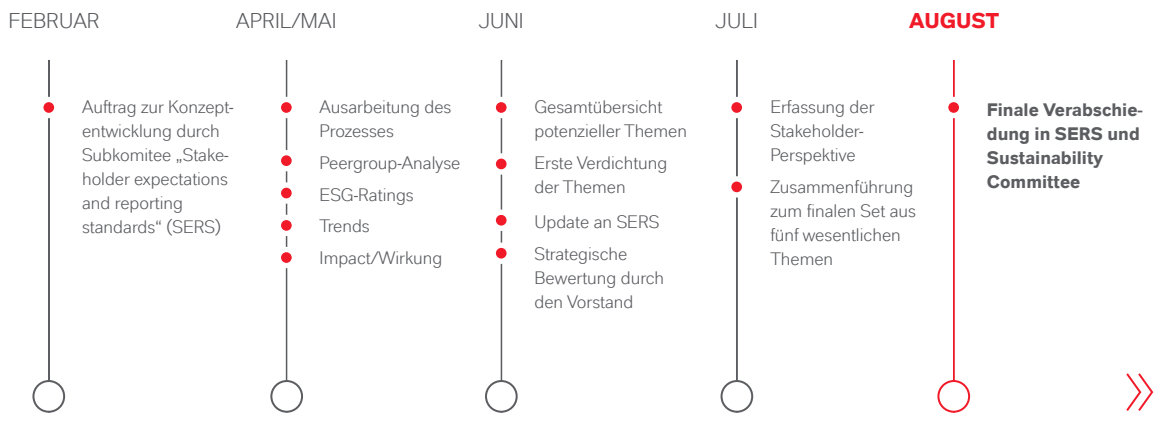 FEBRUAR
Auftrag zur Konzept-
entwicklung durch
Subkomitee „Stake-
holder expectations
and reporting
standards“ (SERS)
APRIL/MAI
Ausarbeitung des
Prozesses
Peergroup-Analyse
ESG-Ratings
Trends
Impact/Wirkung
JUNI
Gesamtübersicht
potenzieller Themen
Erste Verdichtung
der Themen
Update an SERS
Strategische
Bewertung durch
den Vorstand
JULI
Erfassung der
Stakeholder-
Perspektive
Zusammenführung
zum finalen Set aus
fünf wesentlichen
Themen
AUGUST
Finale Verabschie-
dung in SERS und
Sustainability
Committee